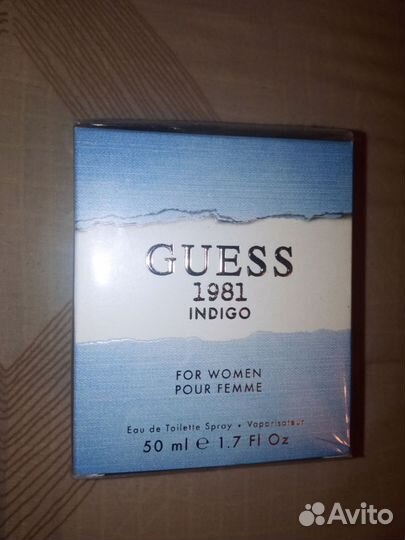 GUESS
1981
INDIGO
FOR WOMEN
POUR FEMME
Eau de Toilette Spray • Vaporisateur
50 ml ℮ 1.7 Fl Oz
Avito